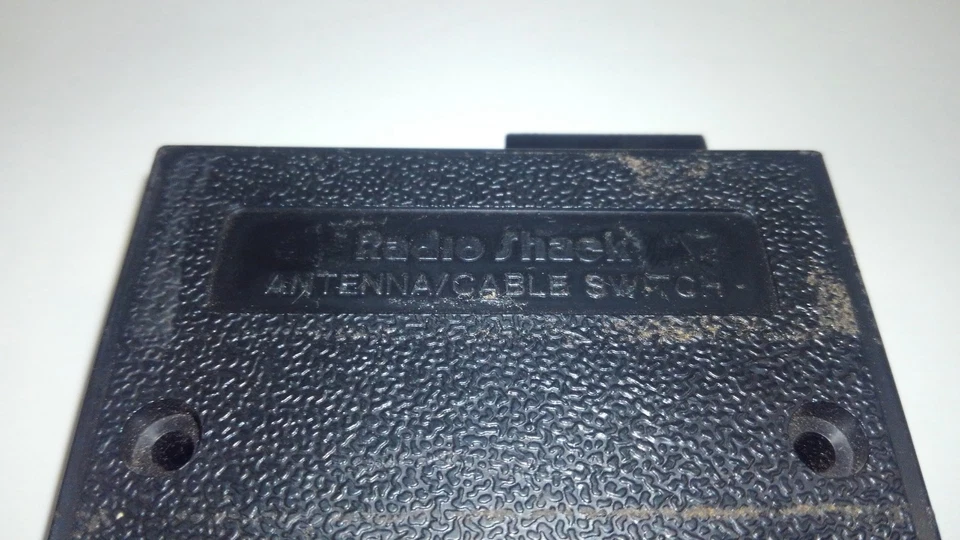 Radio Shack
ANTENNA/CABLE SWITCH